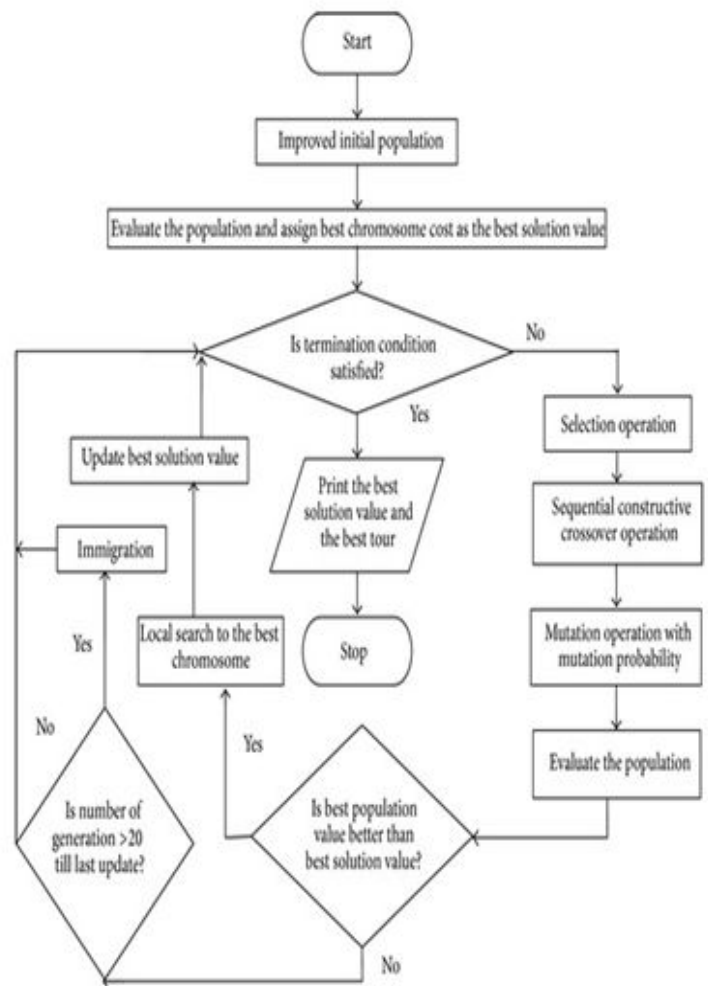 Start
Improved initial population
Evaluate the population and assign best chromosome cost as the best solution value
Is termination condition
satisfied?
No
Yes
Selection operation
Update best solution value
Print the best
solution value and
the best tour
Sequential constructive
crossover operation
Immigration
Yes
Local search to the best
chromosome
Stop
Mutation operation with
mutation probability
No
Yes
Evaluate the population
Is number of
generation >20
till last update?
Is best population
value better than
best solution value?
No